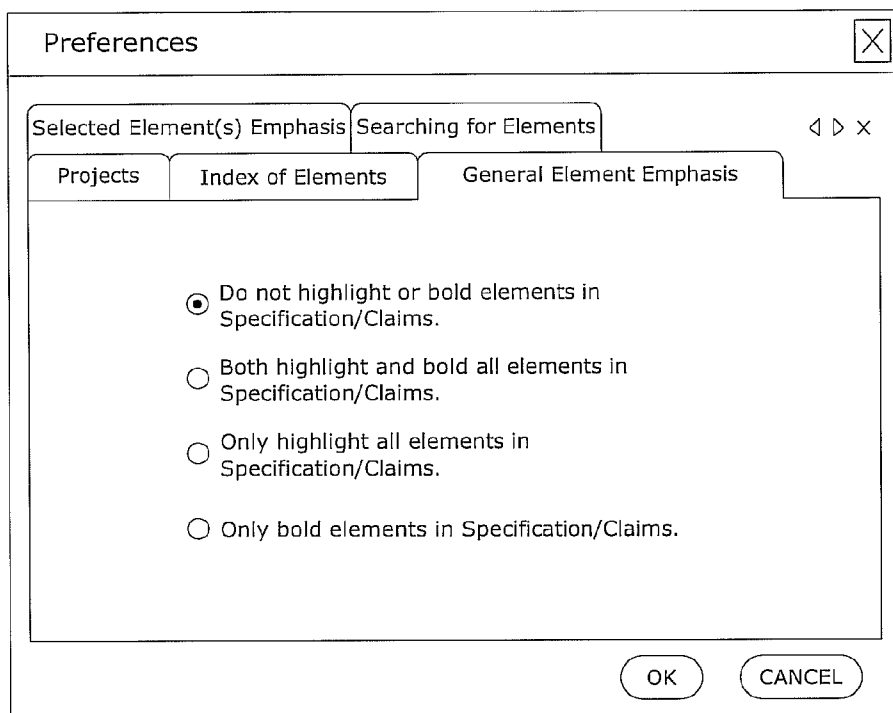 Preferences
Selected Element(s) Emphasis
Searching for Elements
Projects
Index of Elements
General Element Emphasis
Do not highlight or bold elements in
Specification/Claims.
Both highlight and bold all elements in
Specification/Claims.
Only highlight all elements in
Specification/Claims.
Only bold elements in Specification/Claims.
OK
CANCEL